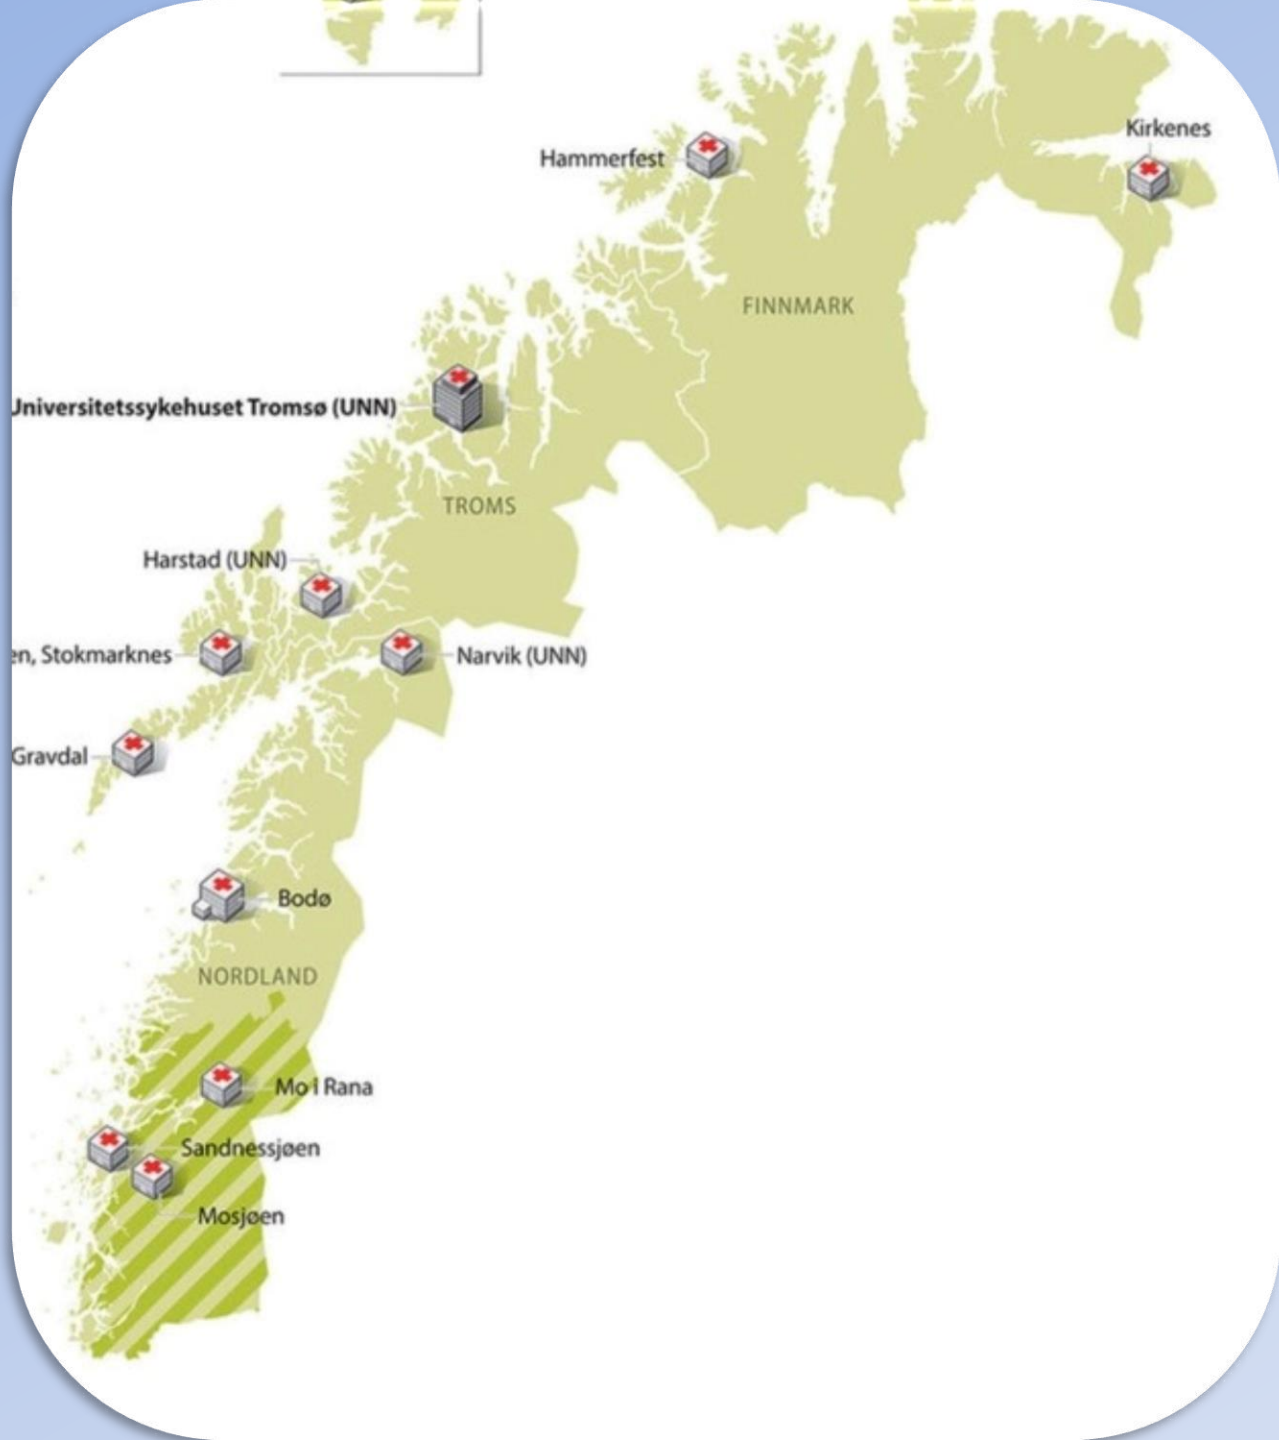 Kirkenes
Hammerfest
FINNMARK
Universitetssykehuset Tromsø (UNN)
TROMS
Harstad (UNN)
en, Stokmarknes
Narvik (UNN)
Gravdal
Bodø
NORDLAND
Mo i Rana
Sandnessjøen
Mosjøen